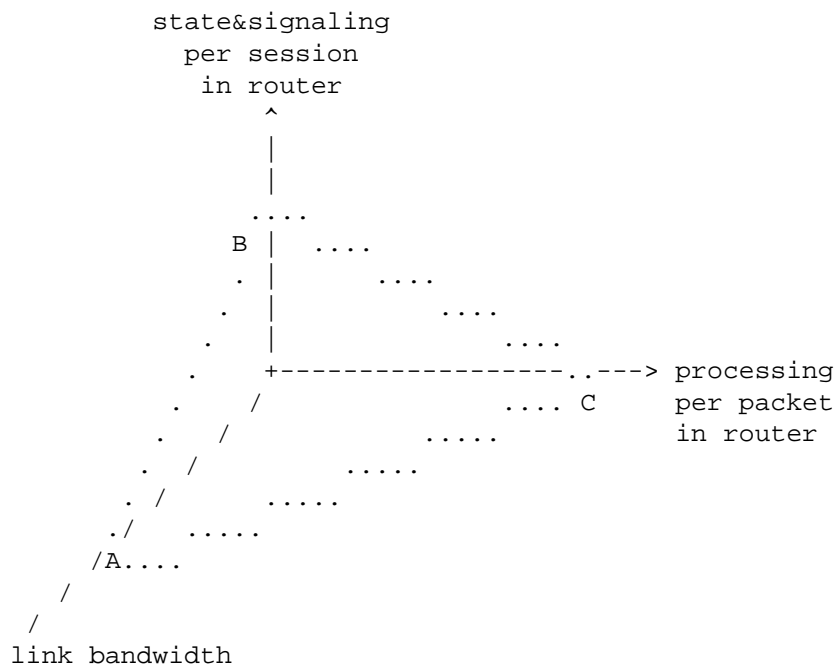 state&signaling
per session
in router
B
processing
per packet
in router
C
A
link bandwidth